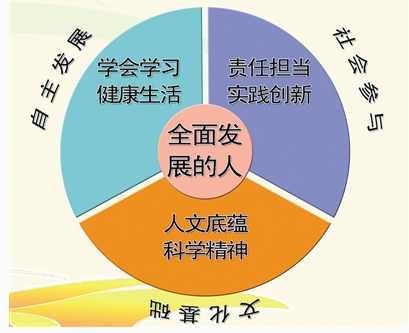 自主发展
社会参与
学会学习
健康生活
责任担当
实践创新
全面发
展的人
人文底蕴
科学精神
文化基础